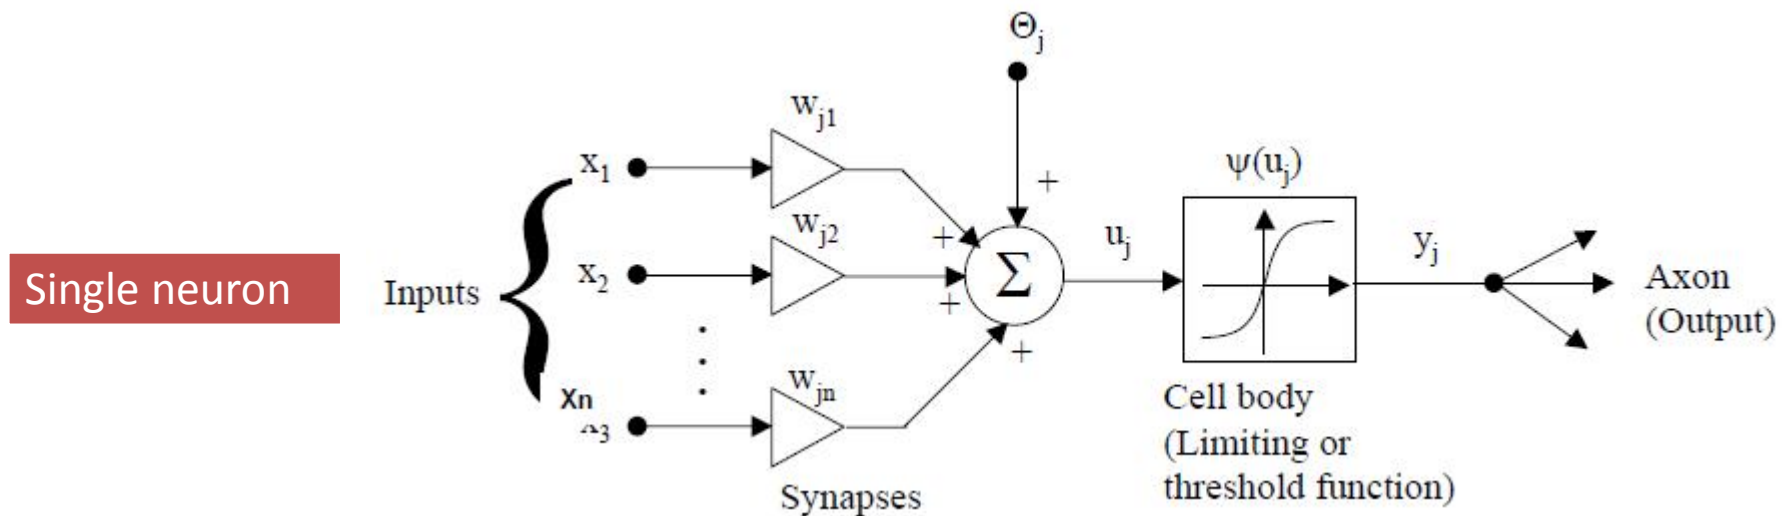 Θj
wj1
x1
ψ(uj)
+
wj2
+
uj
yj
Single neuron
Inputs
x2
Σ
+
Axon
(Output)
wjn
+
Xn
Cell body
(Limiting or
threshold function)
Synapses